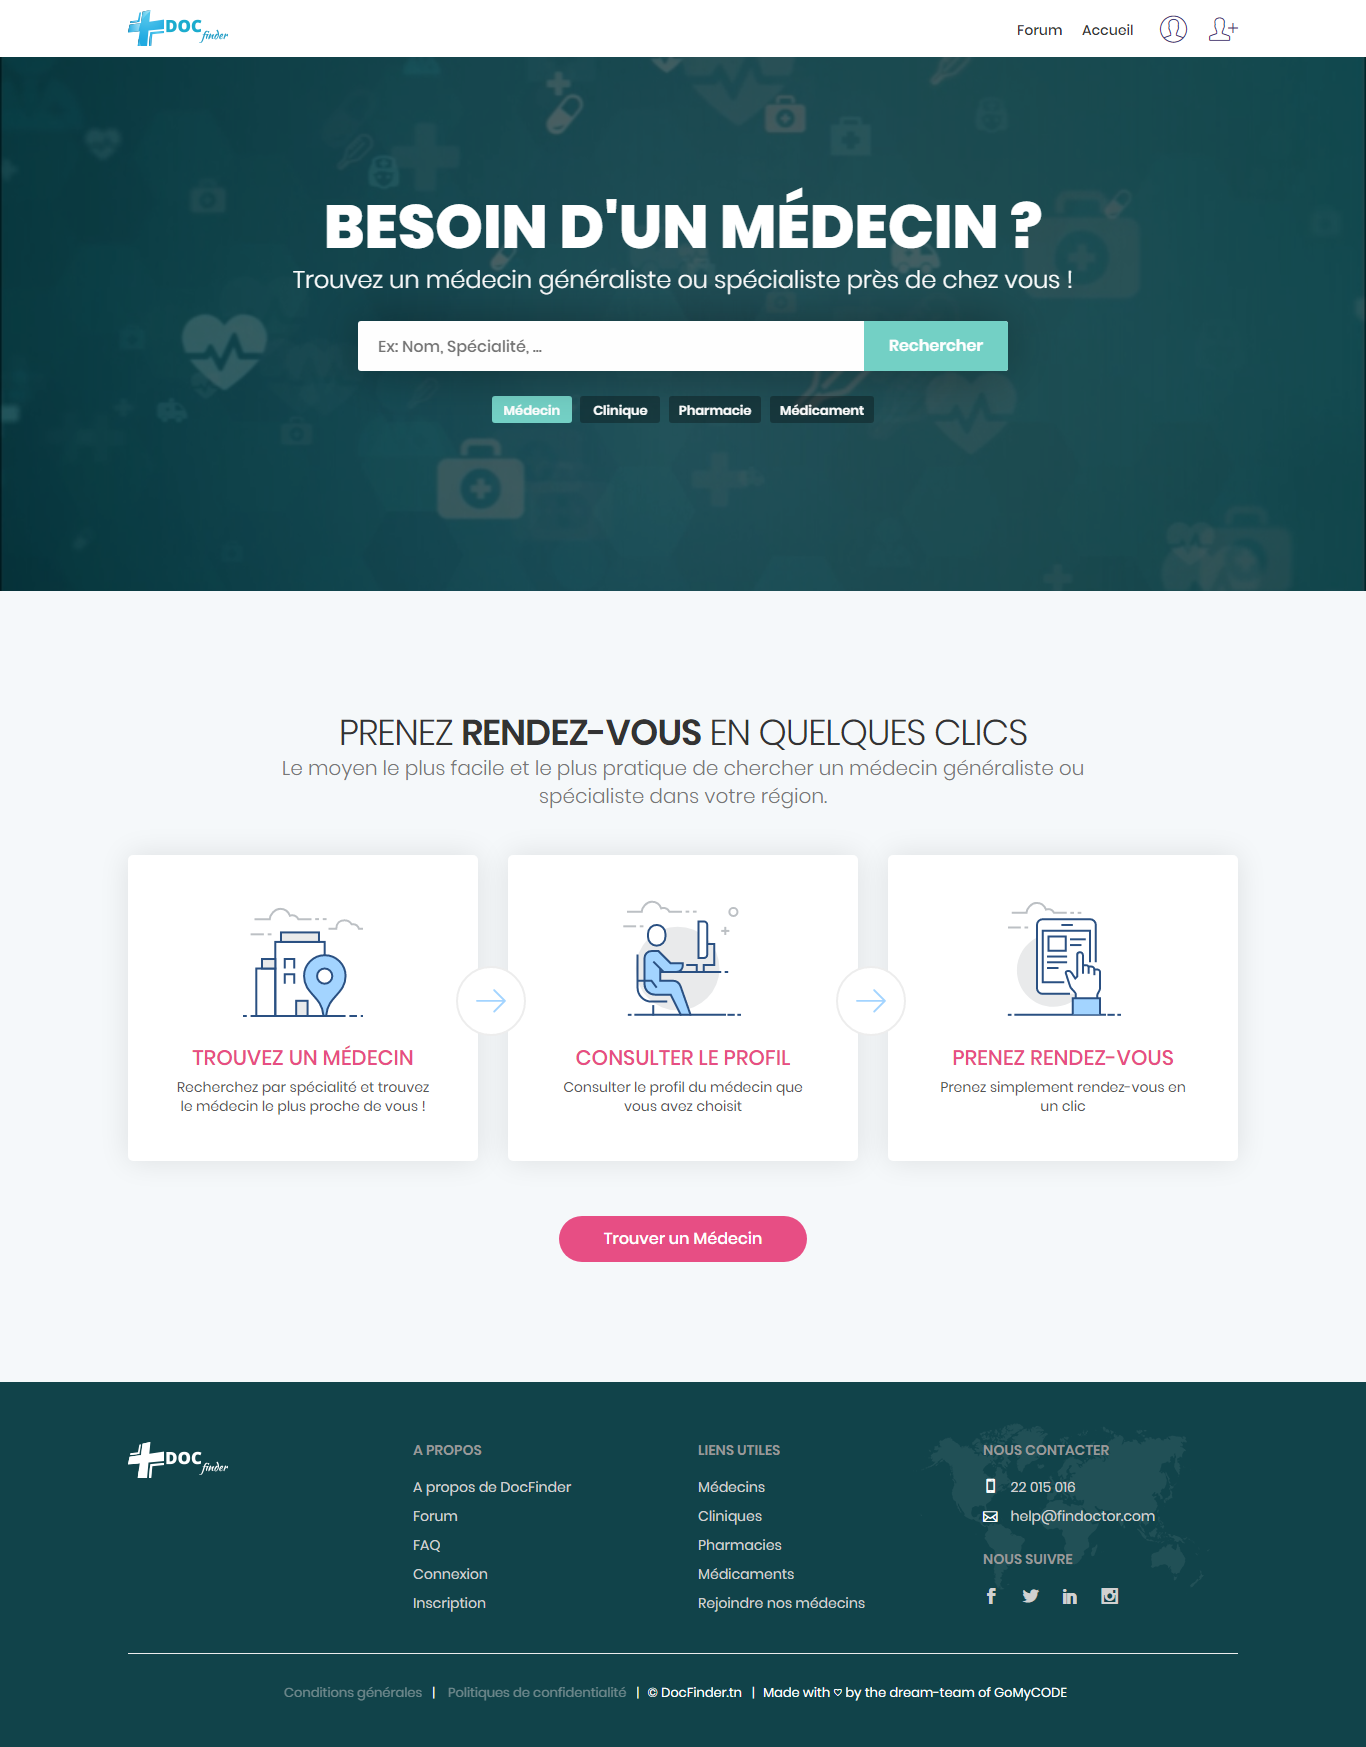 DOC finder
Forum Accueil
BESOIN D'UN MÉDECIN ?
Trouvez un médecin généraliste ou spécialiste près de chez vous !
Ex: Nom, Spécialité, ...
Rechercher
Médecin Clinique Pharmacie Médicament
PRENEZ RENDEZ-VOUS EN QUELQUES CLICS
Le moyen le plus facile et le plus pratique de chercher un médecin généraliste ou
spécialiste dans votre région.
TROUVEZ UN MÉDECIN
Recherchez par spécialité et trouvez
le médecin le plus proche de vous !
CONSULTER LE PROFIL
Consulter le profil du médecin que
vous avez choisit
PRENEZ RENDEZ-VOUS
Prenez simplement rendez-vous en
un clic
Trouver un Médecin
DOC finder
A PROPOS
A propos de DocFinder
Forum
FAQ
Connexion
Inscription
LIENS UTILES
Médecins
Cliniques
Pharmacies
Médicaments
Rejoindre nos médecins
NOUS CONTACTER
22 015 016
help@findoctor.com
NOUS SUIVRE
Conditions générales | Politiques de confidentialité | © DocFinder.tn | Made with ♡ by the dream-team of GoMyCODE